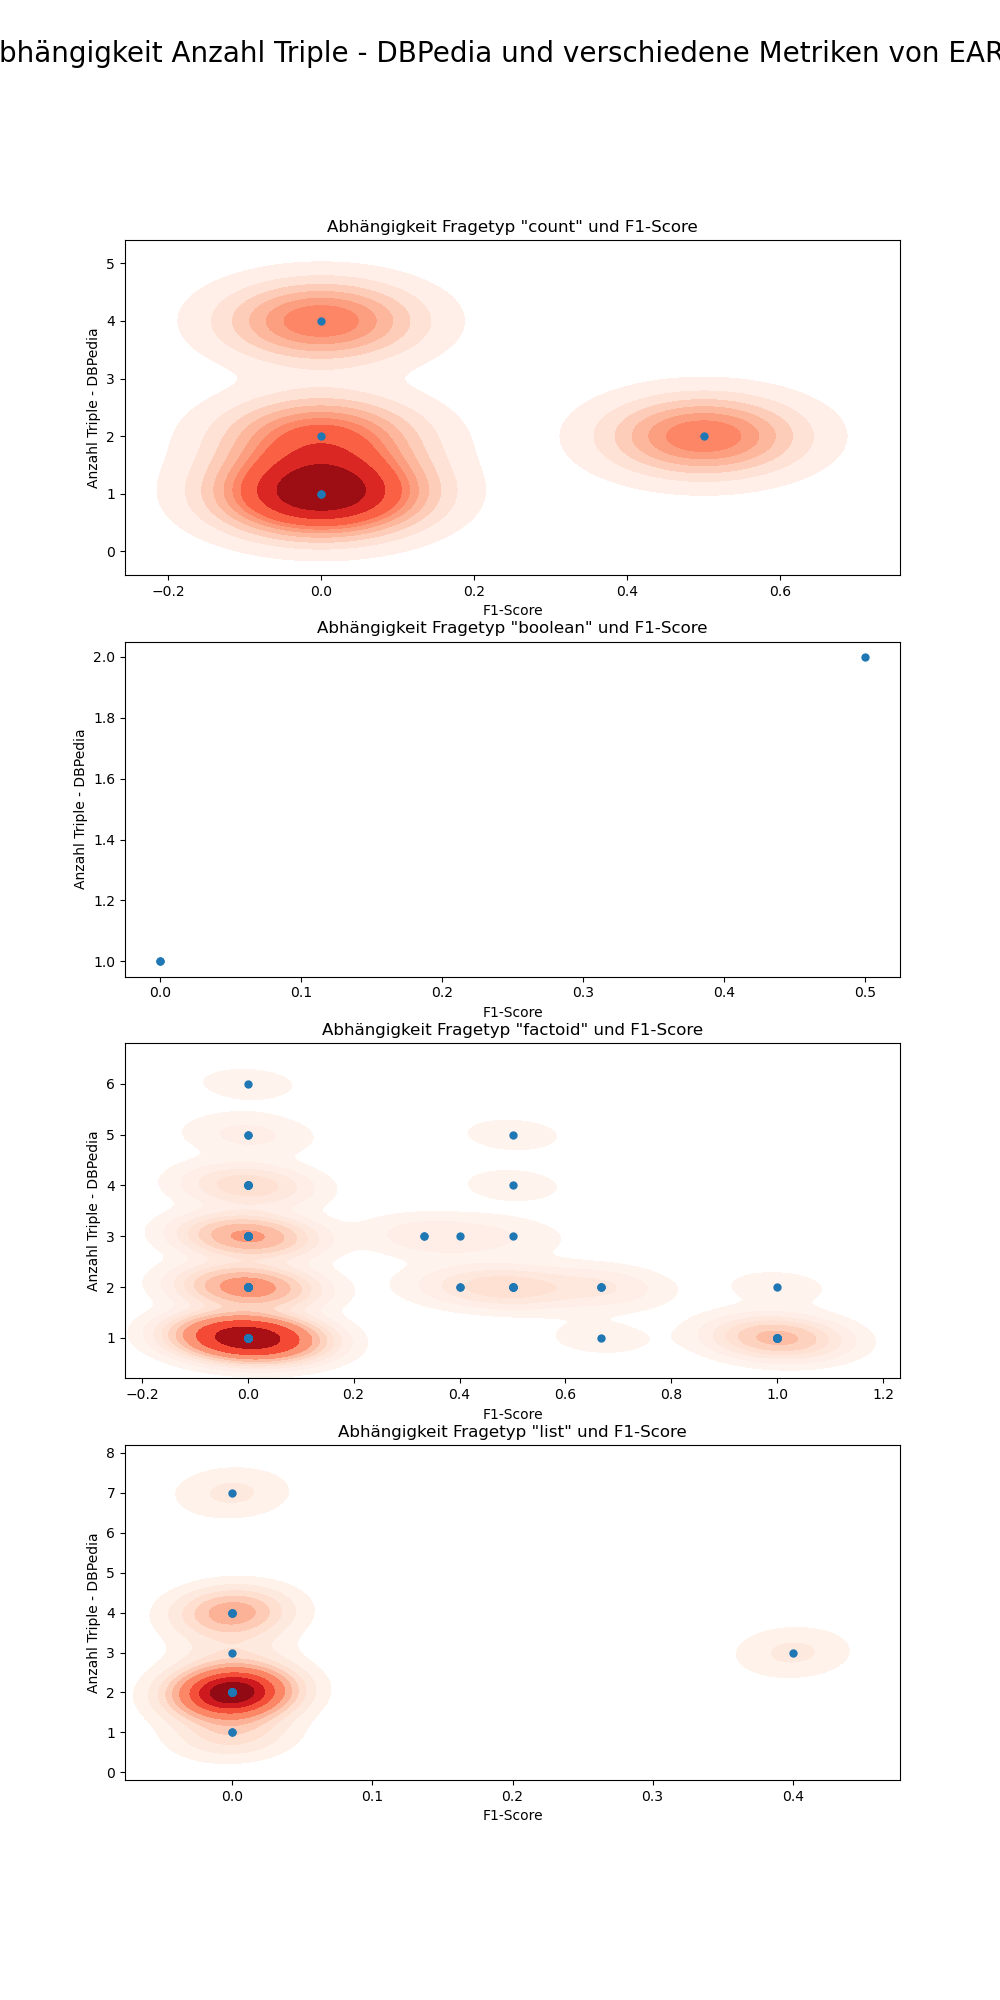 bhängigkeit Anzahl Triple - DBPedia und verschiedene Metriken von EAR
Abhängigkeit Fragetyp "count" und F1-Score
Anzahl Triple - DBPedia
5
4
3
2
1
0
−0.2 0.0 0.2 0.4 0.6
F1-Score
Abhängigkeit Fragetyp "boolean" und F1-Score
Anzahl Triple - DBPedia
2.0
1.8
1.6
1.4
1.2
1.0
0.0 0.1 0.2 0.3 0.4 0.5
F1-Score
Abhängigkeit Fragetyp "factoid" und F1-Score
Anzahl Triple - DBPedia
6
5
4
3
2
1
−0.2 0.0 0.2 0.4 0.6 0.8 1.0 1.2
F1-Score
Abhängigkeit Fragetyp "list" und F1-Score
Anzahl Triple - DBPedia
8
7
6
5
4
3
2
1
0
0.0 0.1 0.2 0.3 0.4
F1-Score